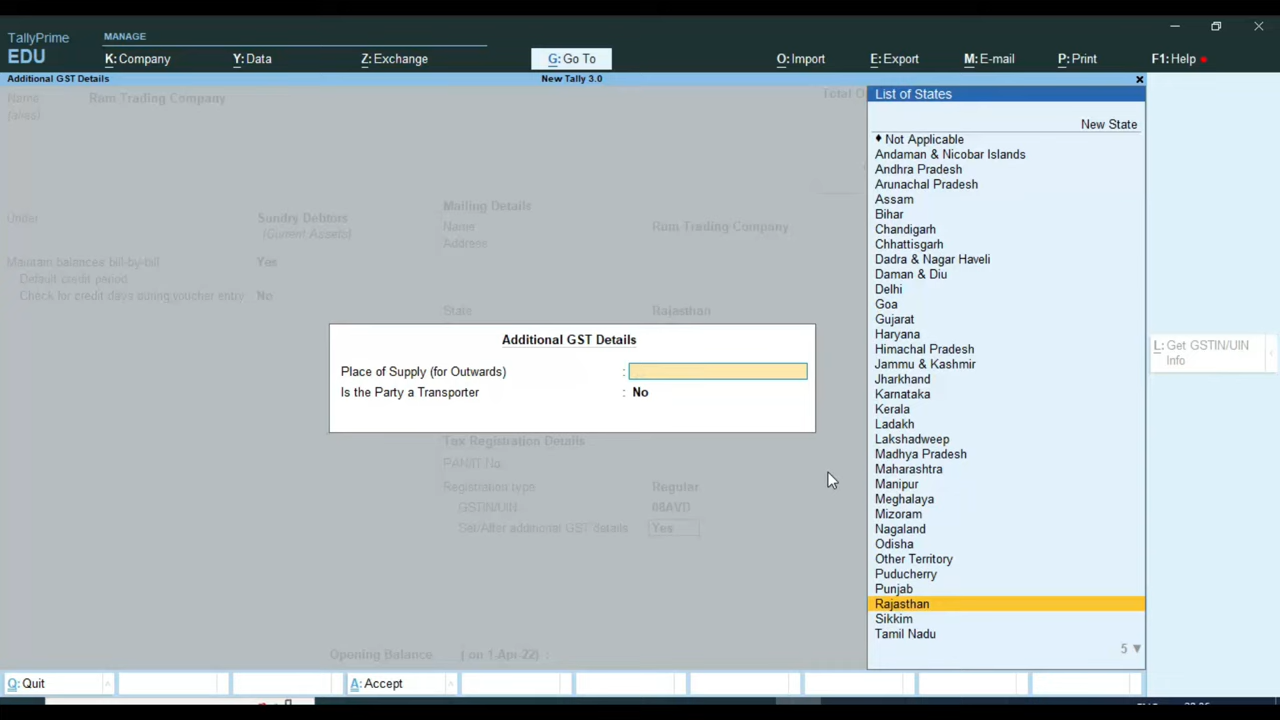 TallyPrime
EDU
MANAGE
K: Company
Y: Data
Z: Exchange
G: Go To
O: Import
E: Export
M: E-mail
P: Print
F1: Help
Additional GST Details
New Tally 3.0
Name Ram Trading Company
(alias)
Total O
Under Sundry Debtors
(Current Assets)
Maintain balances bill-by-bill Yes
Default credit period
Check for credit days during voucher entry No
Mailing Details
Name Ram Trading Company
Address
State Rajasthan
Additional GST Details
Place of Supply (for Outwards) :
Is the Party a Transporter : No
Tax Registration Details
PAN/IT No.
Registration type Regular
GSTIN/UIN 08AVD
Set/Alter additional GST details Yes
Opening Balance ( on 1-Apr-22) :
List of States
New State
♦ Not Applicable
Andaman & Nicobar Islands
Andhra Pradesh
Arunachal Pradesh
Assam
Bihar
Chandigarh
Chhattisgarh
Dadra & Nagar Haveli
Daman & Diu
Delhi
Goa
Gujarat
Haryana
Himachal Pradesh
Jammu & Kashmir
Jharkhand
Karnataka
Kerala
Ladakh
Lakshadweep
Madhya Pradesh
Maharashtra
Manipur
Meghalaya
Mizoram
Nagaland
Odisha
Other Territory
Puducherry
Punjab
Rajasthan
Sikkim
Tamil Nadu
5 ▼
L: Get GSTIN/UIN
Info
Q: Quit
A: Accept